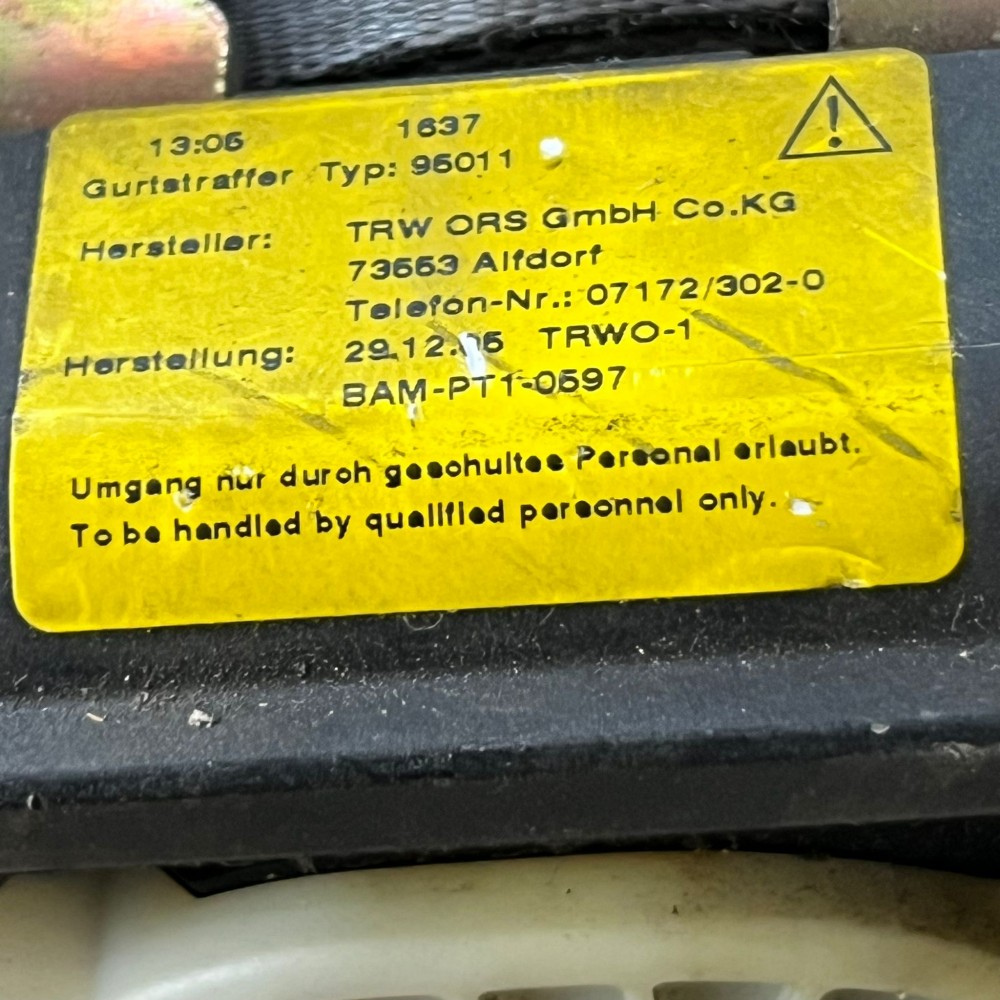 13:05 1637
Gurtstraffer Typ: 95011
Hersteller: TRW ORS GmbH Co.KG
73553 Alfdorf
Telefon-Nr.: 07172/302-0
Herstellung: 29.12. TRWO-1
BAM-PT1-0597
Umgang nur durch geschultes Personal erlaubt.
To be handled by qualified personnel only.